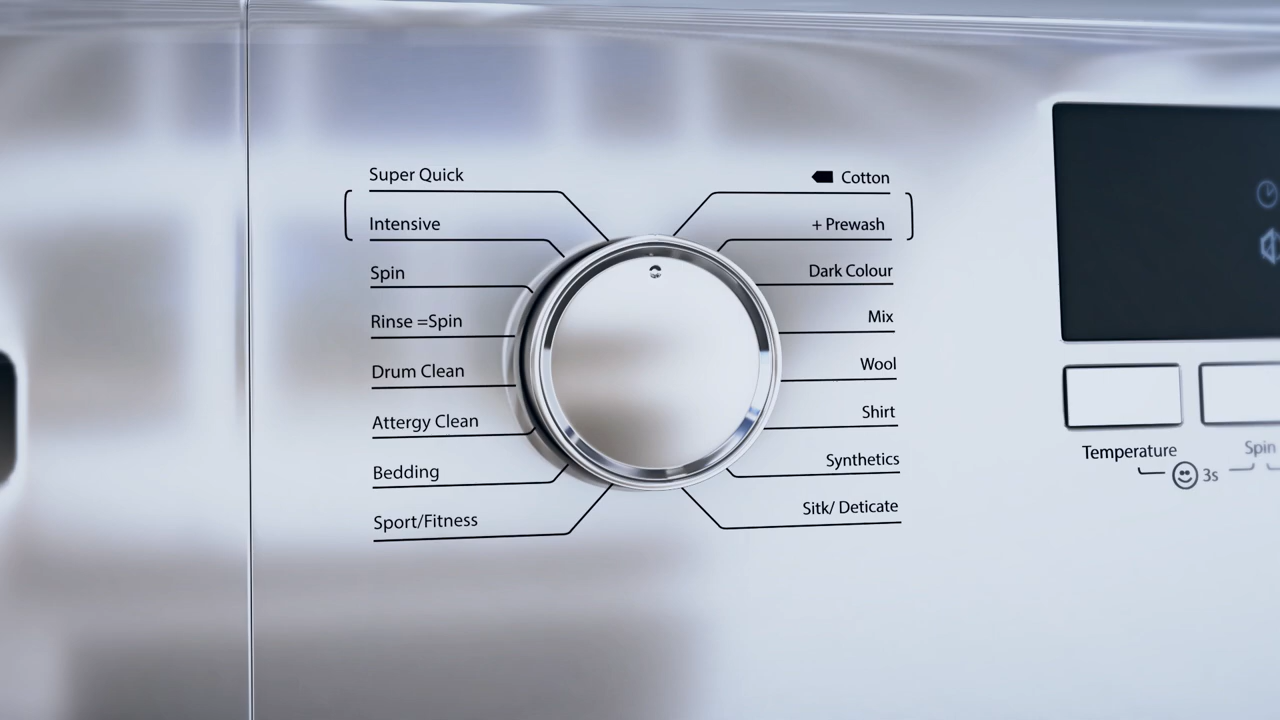 Super Quick
Intensive
Spin
Rinse =Spin
Drum Clean
Attergy Clean
Bedding
Sport/Fitness
Cotton
+ Prewash
Dark Colour
Mix
Wool
Shirt
Synthetics
Sitk/ Deticate
Temperature
3s
Spin